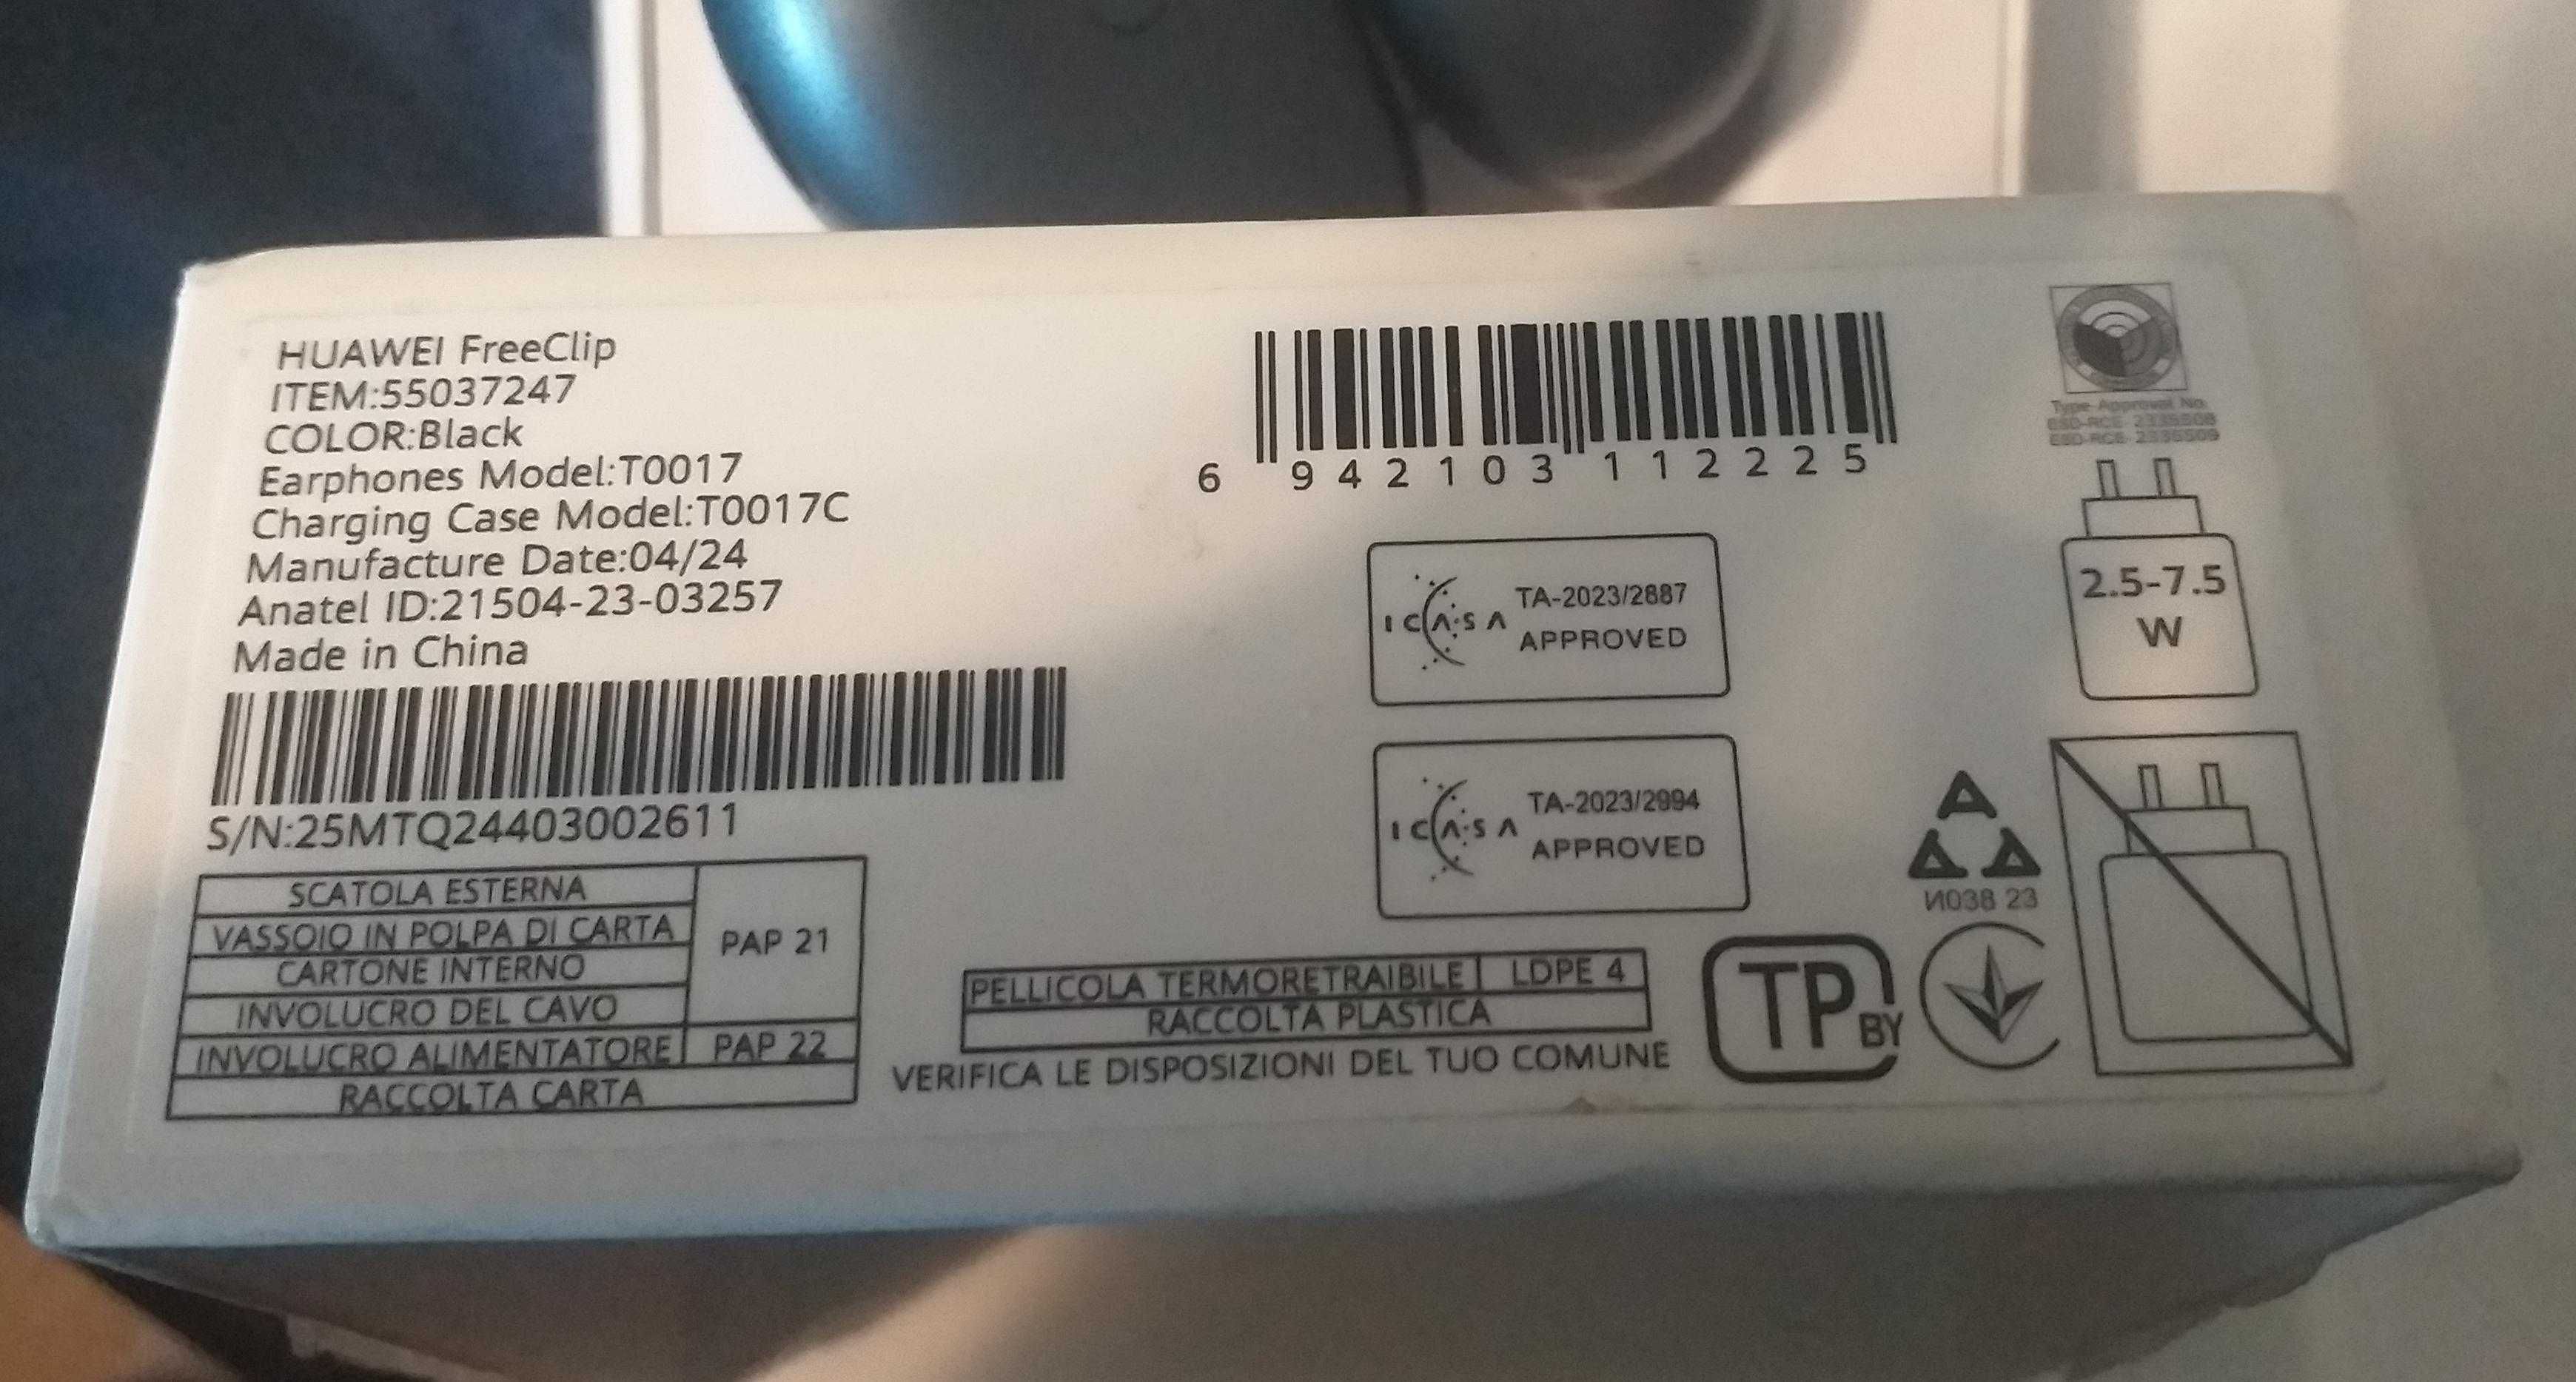 HUAWEI FreeClip
ITEM:55037247
COLOR:Black
Earphones Model:T0017
Charging Case Model:T0017C
Manufacture Date:04/24
Anatel ID:21504-23-03257
Made in China
S/N:25MTQ24403002611
SCATOLA ESTERNA
VASSOIO IN POLPA DI CARTA
CARTONE INTERNO
INVOLUCRO DEL CAVO
PAP 21
INVOLUCRO ALIMENTATORE PAP 22
RACCOLTA CARTA
6 942103 112225
ICASA TA-2023/2887
APPROVED
ICASA TA-2023/2994
APPROVED
PELLICOLA TERMORETRAIBILE LDPE 4
RACCOLTA PLASTICA
VERIFICA LE DISPOSIZIONI DEL TUO COMUNE
Type Approval No.
2.5-7.5
W
И038 23
TP BY